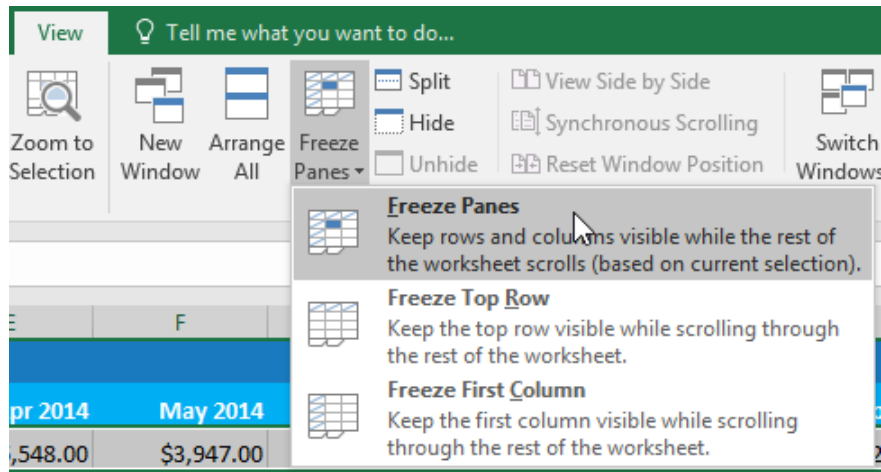 View
Tell me what you want to do...
Zoom to
Selection
New
Window
Arrange
All
Freeze
Panes
Split
Hide
Unhide
View Side by Side
Synchronous Scrolling
Reset Window Position
Switch
Windows
Freeze Panes
Keep rows and columns visible while the rest of
the worksheet scrolls (based on current selection).
Freeze Top Row
Keep the top row visible while scrolling through
the rest of the worksheet.
Freeze First Column
Keep the first column visible while scrolling
through the rest of the worksheet.
E F
pr 2014 May 2014
,548.00 $3,947.00